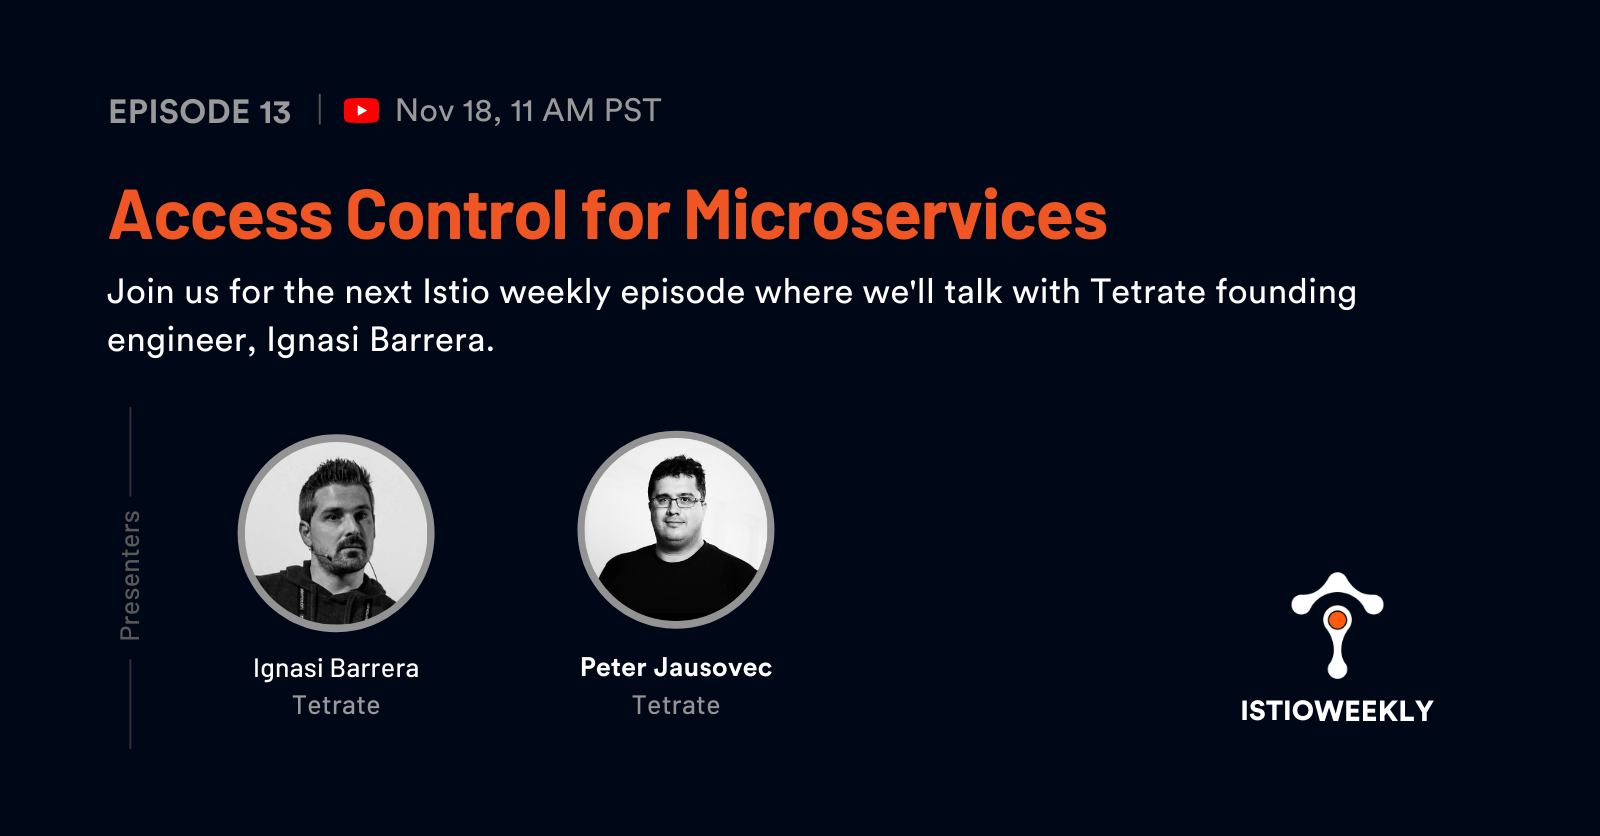 EPISODE 13 | Nov 18, 11 AM PST
Access Control for Microservices
Join us for the next Istio weekly episode where we'll talk with Tetrate founding
engineer, Ignasi Barrera.
Presenters
Ignasi Barrera
Tetrate
Peter Jausovec
Tetrate
ISTIOWEEKLY